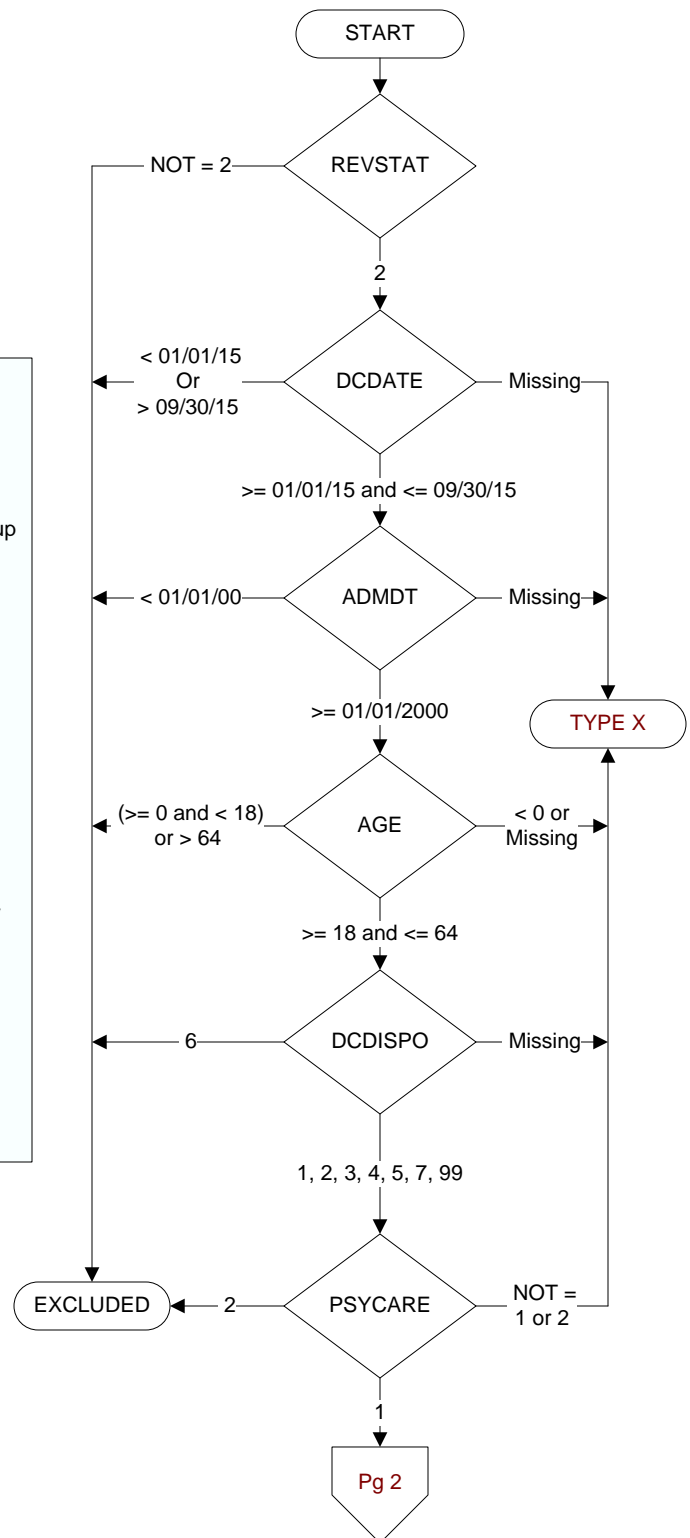 START
REVSTAT
NOT = 2
2
< 01/01/15
Or
> 09/30/15
DCDATE
Missing
>= 01/01/15 and <= 09/30/15
< 01/01/00
ADMDT
Missing
>= 01/01/2000
TYPE X
(>= 0 and < 18)
or > 64
AGE
< 0 or
Missing
>= 18 and <= 64
6
DCDISPO
Missing
1, 2, 3, 4, 5, 7, 99
EXCLUDED
2
PSYCARE
NOT =
1 or 2
1
Pg 2